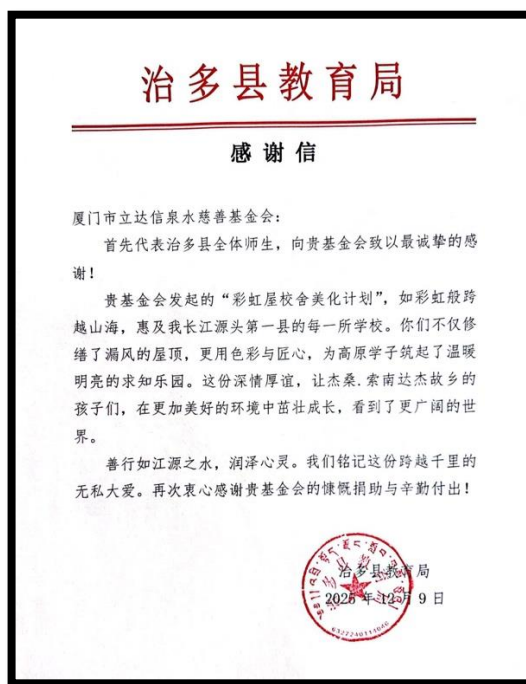 治多县教育局
感谢信
厦门市立达信泉水慈善基金会：
首先代表治多县全体师生，向贵基金会致以最诚挚的感
谢！
贵基金会发起的“彩虹屋校舍美化计划”，如彩虹般跨
越山海，惠及我长江源头第一县的每一所学校。你们不仅修
缮了漏风的屋顶，更用色彩与匠心，为高原学子筑起了温暖
明亮的求知乐园。这份深情厚谊，让杰桑.索南达杰故乡的
孩子们，在更加美好的环境中茁壮成长，看到了更广阔的世
界。
善行如江源之水，润泽心灵。我们铭记这份跨越千里的
无私大爱。再次衷心感谢贵基金会的慷慨捐助与辛勤付出！
治多县教育局
2025 年 12 月 9 日